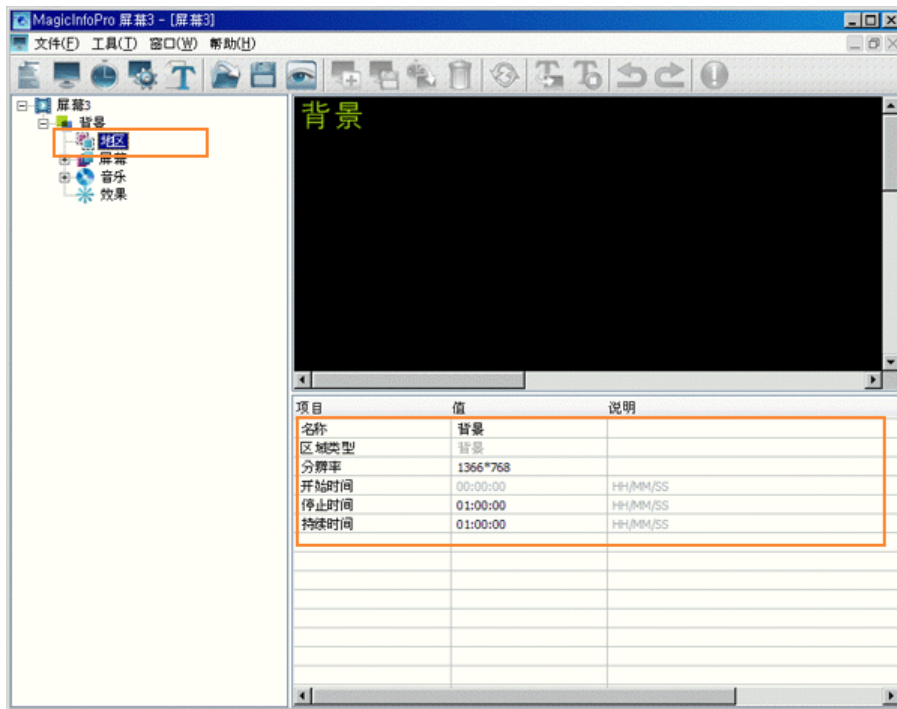 MagicInfoPro 屏幕3 - [屏幕3]
文件(F) 工具(T) 窗口(W) 帮助(H)
屏幕3
背景
地区
屏幕
音乐
效果
背景
项目 值 说明
名称 背景
区域类型 背景
分辨率 1366*768
开始时间 00:00:00 HH/MM/SS
停止时间 01:00:00 HH/MM/SS
持续时间 01:00:00 HH/MM/SS